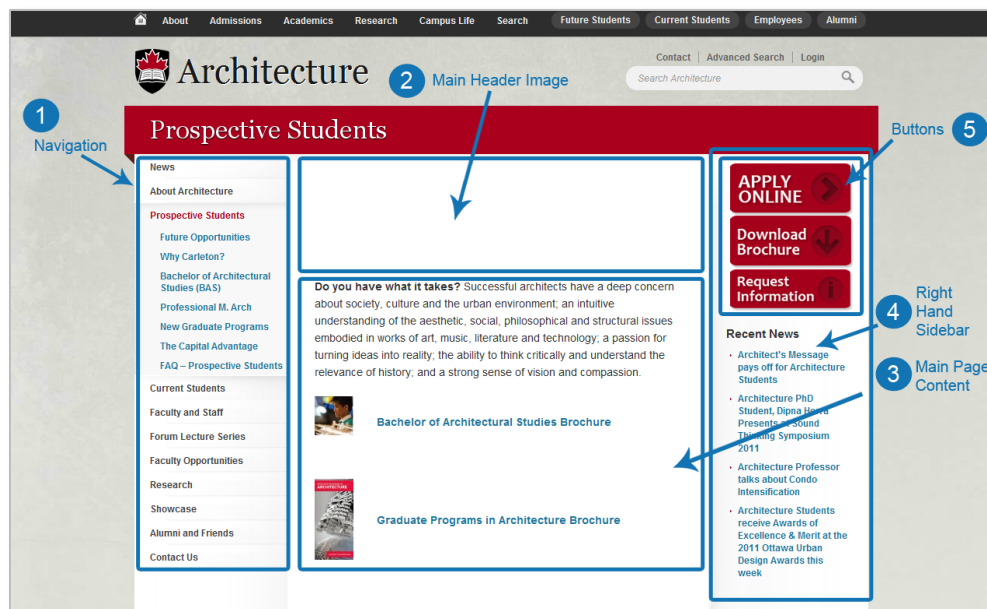 About Admissions Academics Research Campus Life Search Future Students Current Students Employees Alumni
Architecture
Contact | Advanced Search | Login
Search Architecture
2 Main Header Image
1
Navigation
Prospective Students
Buttons 5
News
About Architecture
Prospective Students
Future Opportunities
Why Carleton?
Bachelor of Architectural
Studies (BAS)
Professional M. Arch
New Graduate Programs
The Capital Advantage
FAQ – Prospective Students
Current Students
Faculty and Staff
Forum Lecture Series
Faculty Opportunities
Research
Showcase
Alumni and Friends
Contact Us
Do you have what it takes? Successful architects have a deep concern
about society, culture and the urban environment; an intuitive
understanding of the aesthetic, social, philosophical and structural issues
embodied in works of art, music, literature and technology; a passion for
turning ideas into reality; the ability to think critically and understand the
relevance of history; and a strong sense of vision and compassion.
Bachelor of Architectural Studies Brochure
ARCHITECTURE
Graduate Programs in Architecture Brochure
APPLY
ONLINE
Download
Brochure
Request
Information
4 Right
Hand
Sidebar
3 Main Page
Content
Recent News
Architect's Message
pays off for Architecture
Students
Architecture PhD
Student, Dipna
Presents at Sound
Thinking Symposium
2011
Architecture Professor
talks about Condo
Intensification
Architecture Students
receive Awards of
Excellence & Merit at the
2011 Ottawa Urban
Design Awards this
week